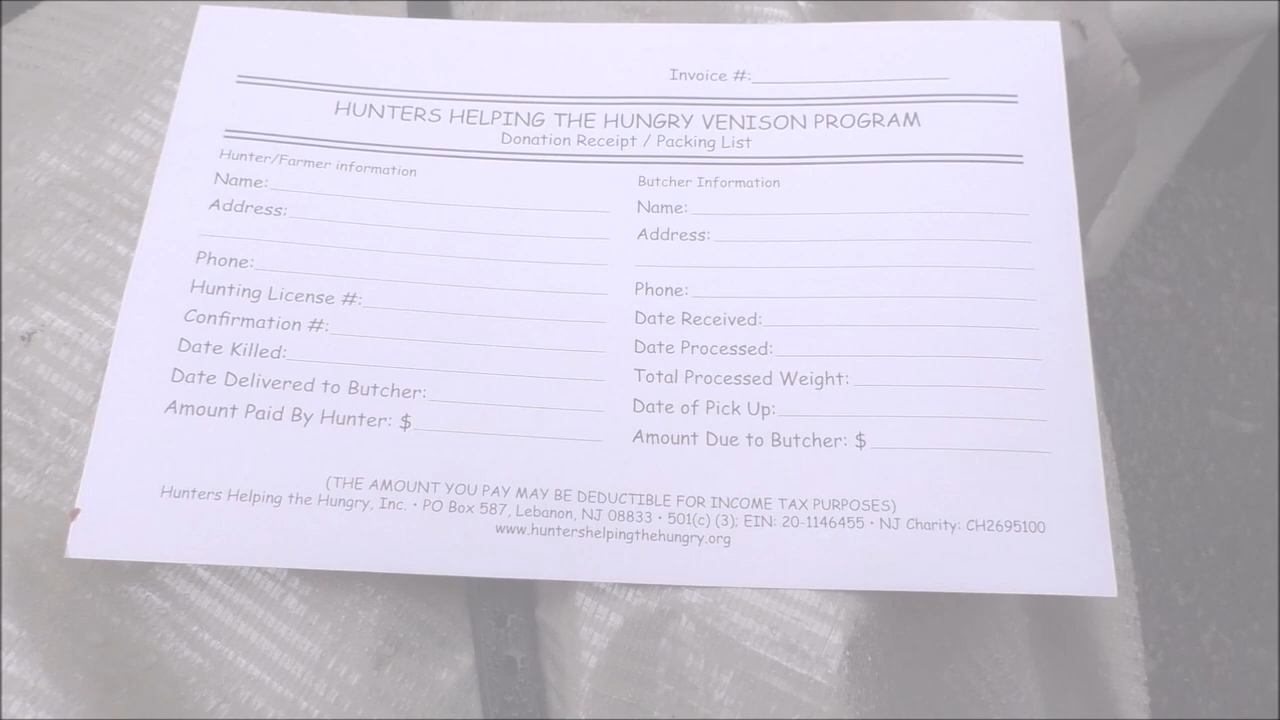 Invoice #:
HUNTERS HELPING THE HUNGRY VENISON PROGRAM
Donation Receipt / Packing List
Hunter/Farmer information
Name:
Address:
Phone:
Hunting License #:
Confirmation #:
Date Killed:
Date Delivered to Butcher:
Amount Paid By Hunter: $
Butcher Information
Name:
Address:
Phone:
Date Received:
Date Processed:
Total Processed Weight:
Date of Pick Up:
Amount Due to Butcher: $
(THE AMOUNT YOU PAY MAY BE DEDUCTIBLE FOR INCOME TAX PURPOSES)
Hunters Helping the Hungry, Inc. • PO Box 587, Lebanon, NJ 08833 • 501(c) (3); EIN: 20-1146455 • NJ Charity: CH2695100
www.huntershelpingthehungry.org